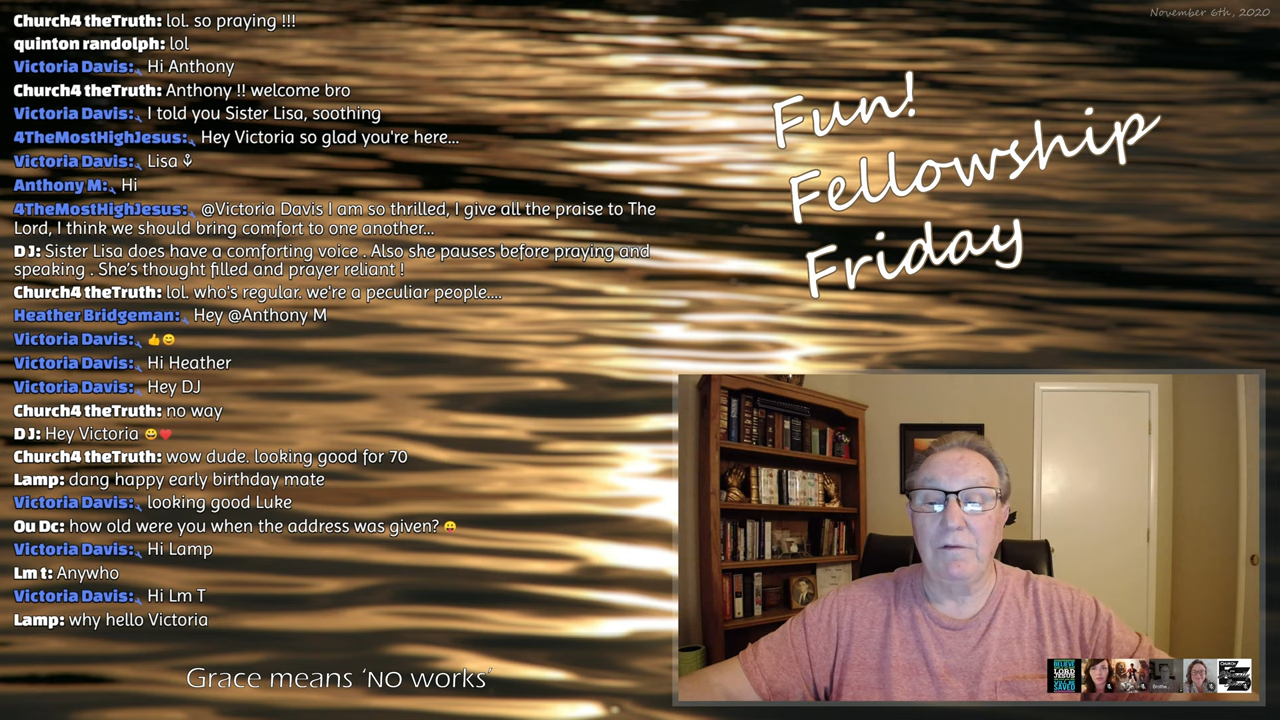 November 6th, 2020
Church4 theTruth: lol. so praying !!!
quinton randolph: lol
Victoria Davis: Hi Anthony
Church4 theTruth: Anthony !! welcome bro
Victoria Davis: I told you Sister Lisa, soothing
4TheMostHighJesus: Hey Victoria so glad you're here...
Victoria Davis: Lisa ⚘
Anthony M: Hi
4TheMostHighJesus: @Victoria Davis I am so thrilled, I give all the praise to The
Lord, I think we should bring comfort to one another...
D J: Sister Lisa does have a comforting voice . Also she pauses before praying and
speaking . She's thought filled and prayer reliant !
Church4 theTruth: lol. who's regular. we're a peculiar people....
Heather Bridgeman: Hey @Anthony M
Victoria Davis: 👍😊
Victoria Davis: Hi Heather
Victoria Davis: Hey DJ
Church4 theTruth: no way
D J: Hey Victoria 😀❤️
Church4 theTruth: wow dude. looking good for 70
Lamp: dang happy early birthday mate
Victoria Davis: looking good Luke
Ou Dc: how old were you when the address was given? 😛
Victoria Davis: Hi Lamp
Lm t: Anywho
Victoria Davis: Hi Lm T
Lamp: why hello Victoria
Fun!
Fellowship
Friday
BELIEVE
LORD
JESUS
SAVED
CHURCH
Grace means 'NO works'